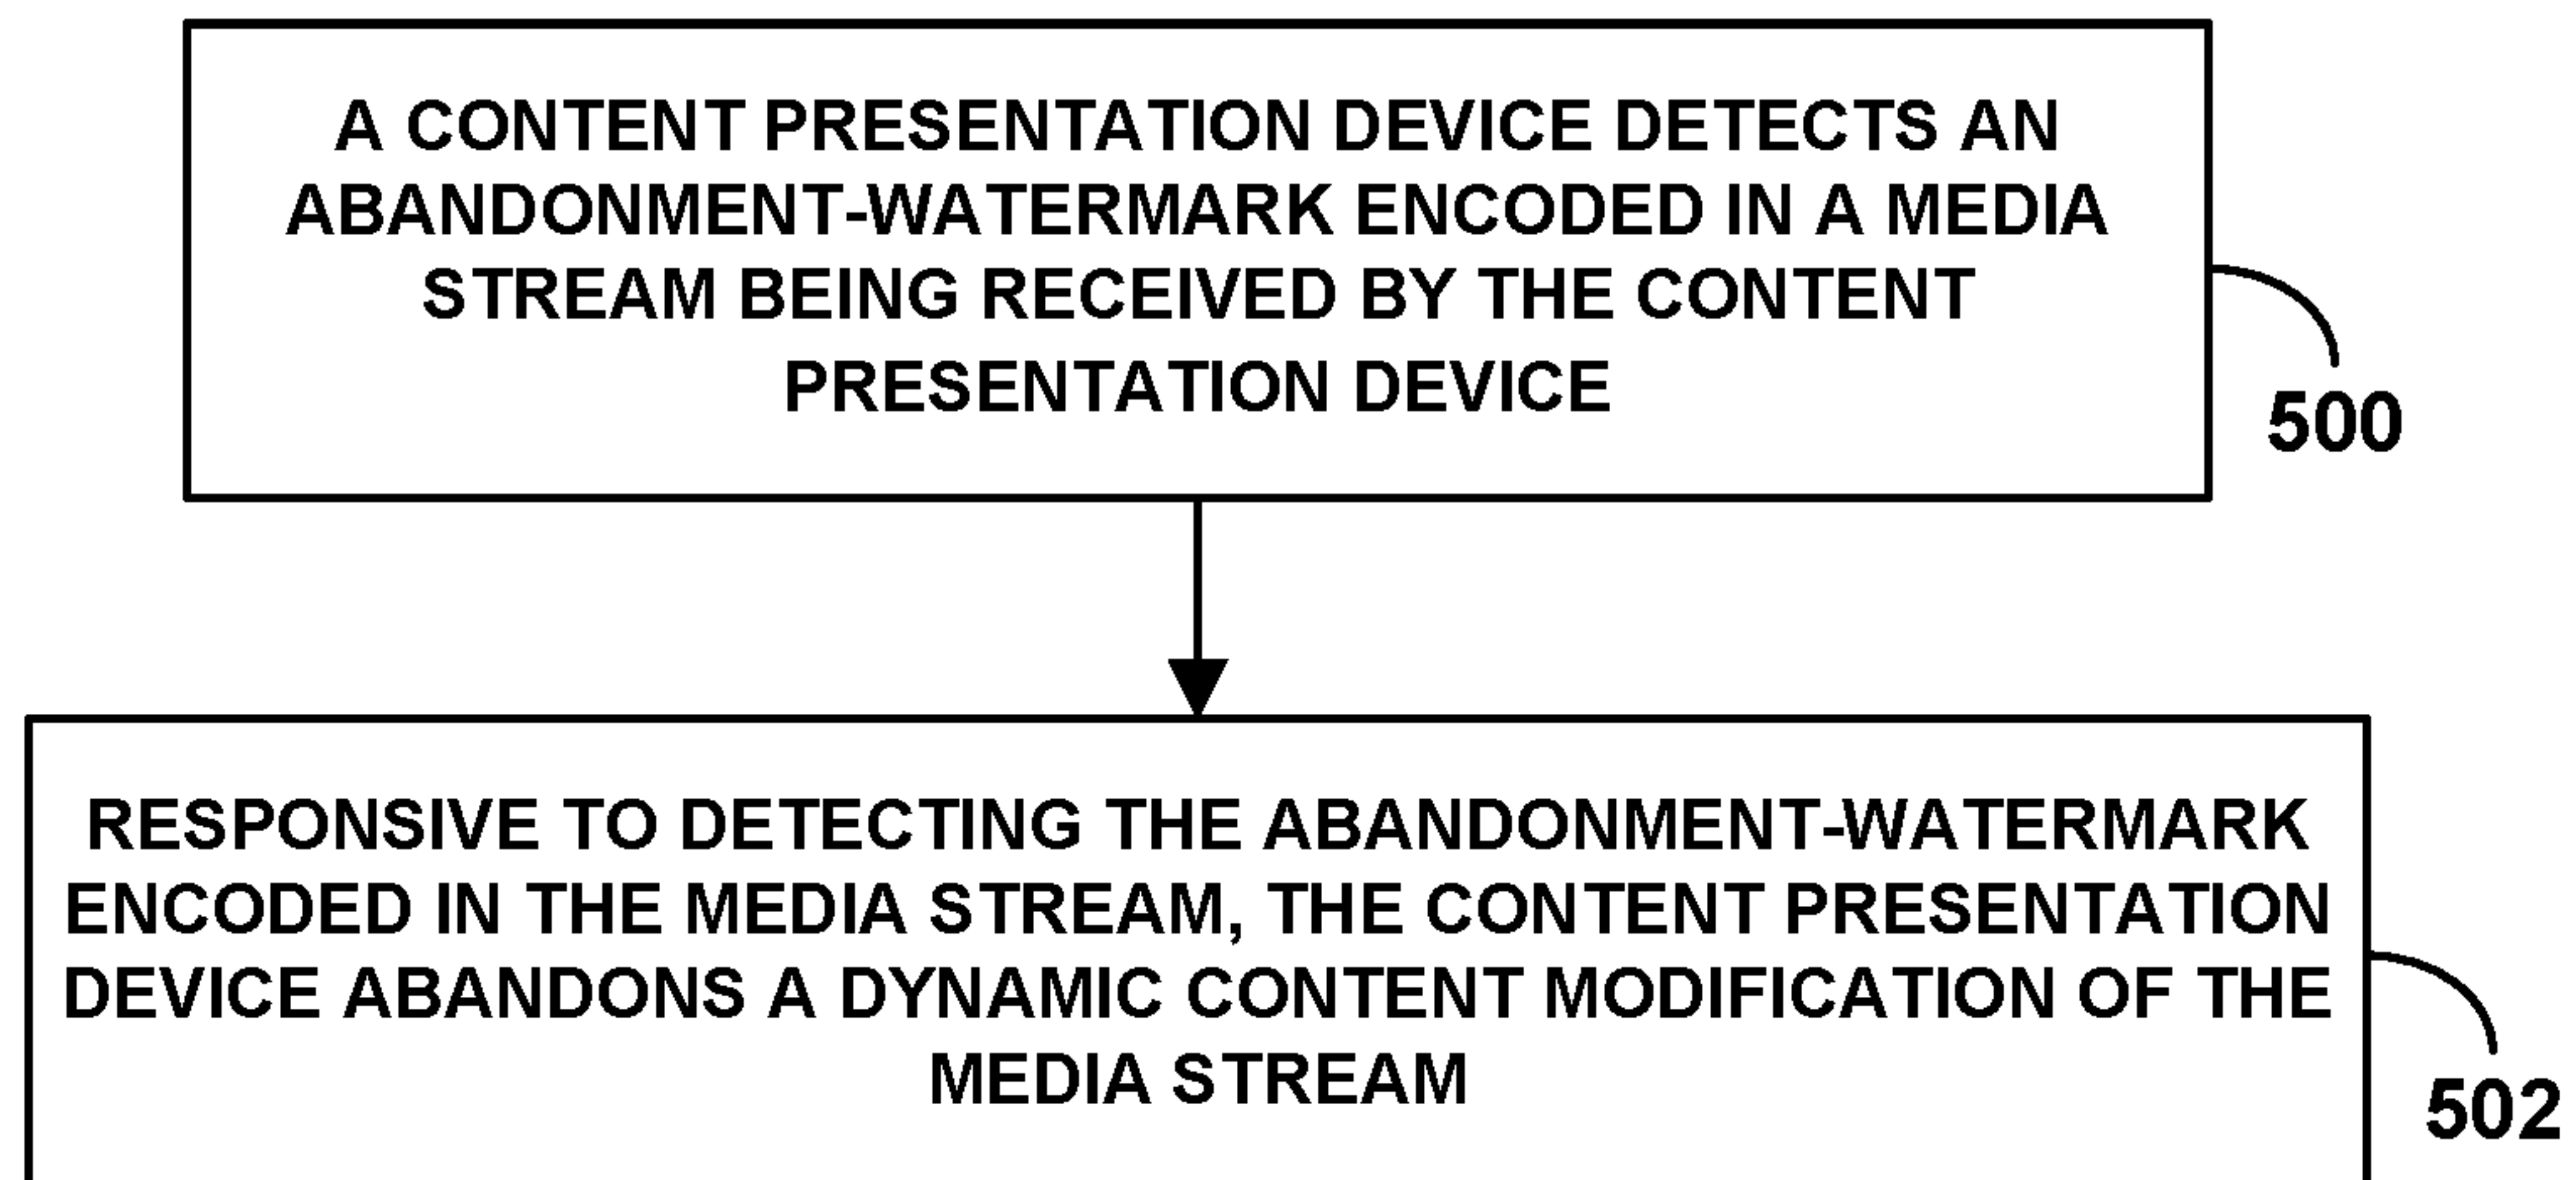 A CONTENT PRESENTATION DEVICE DETECTS AN
ABANDONMENT-WATERMARK ENCODED IN A MEDIA
STREAM BEING RECEIVED BY THE CONTENT
PRESENTATION DEVICE
500
RESPONSIVE TO DETECTING THE ABANDONMENT-WATERMARK
ENCODED IN THE MEDIA STREAM, THE CONTENT PRESENTATION
DEVICE ABANDONS A DYNAMIC CONTENT MODIFICATION OF THE
MEDIA STREAM
502